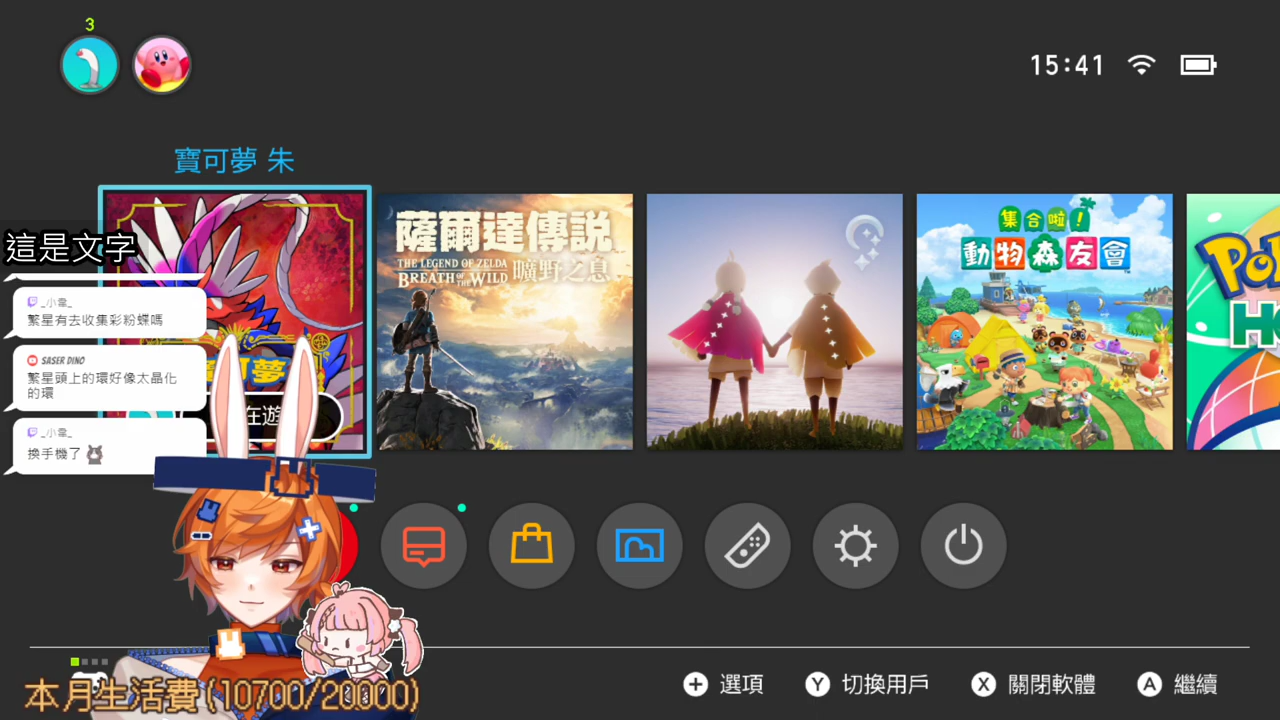 3
15:41
寶可夢 朱
薩爾達傳說
THE LEGEND OF ZELDA
BREATH OF THE WILD 曠野之息
集合啦!
動物森友會
這是文字
_小韋_
繁星有去收集彩粉蝶嗎
SASER DINO
繁星頭上的環好像太晶化
的環
_小韋_
換手機了
在遊
本月生活費(10700/20000)
+ 選項
Y 切換用戶
X 關閉軟體
A 繼續